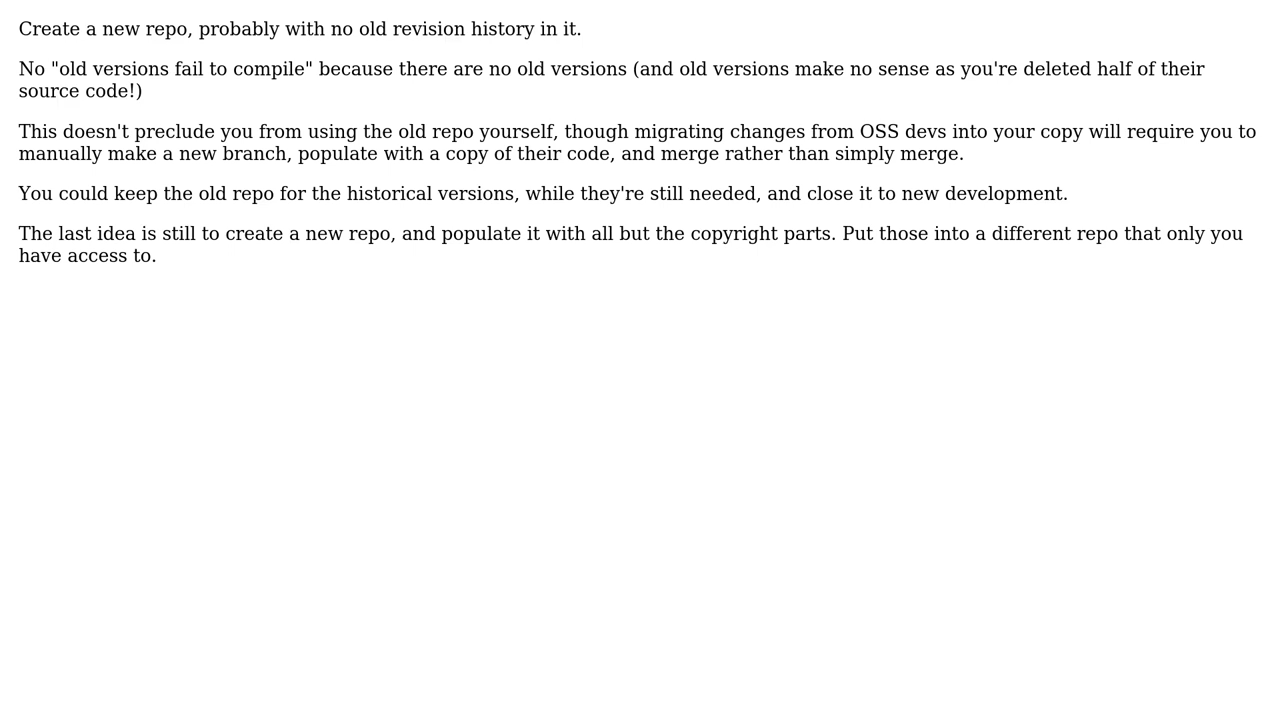 Create a new repo, probably with no old revision history in it.
No "old versions fail to compile" because there are no old versions (and old versions make no sense as you're deleted half of their
source code!)
This doesn't preclude you from using the old repo yourself, though migrating changes from OSS devs into your copy will require you to
manually make a new branch, populate with a copy of their code, and merge rather than simply merge.
You could keep the old repo for the historical versions, while they're still needed, and close it to new development.
The last idea is still to create a new repo, and populate it with all but the copyright parts. Put those into a different repo that only you
have access to.